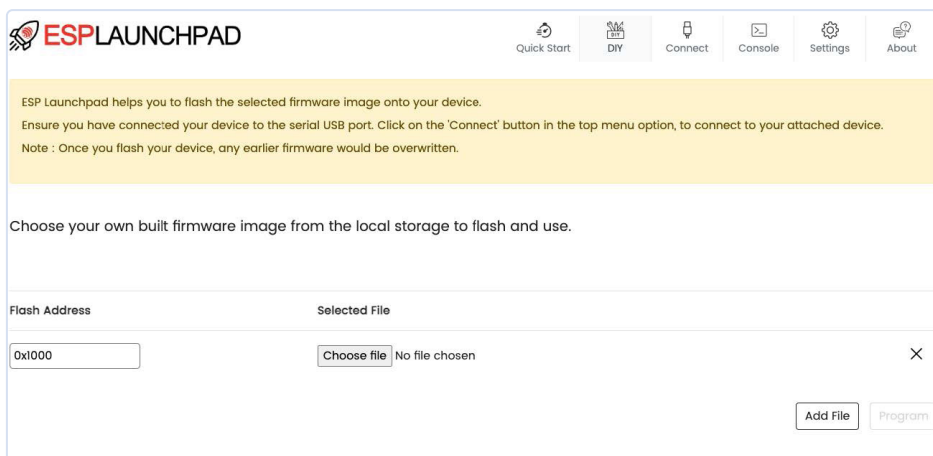 ESPLAUNCHPAD
Quick Start
DIY
DIY
Connect
Console
Settings
About
ESP Launchpad helps you to flash the selected firmware image onto your device.
Ensure you have connected your device to the serial USB port. Click on the 'Connect' button in the top menu option, to connect to your attached device.
Note : Once you flash your device, any earlier firmware would be overwritten.
Choose your own built firmware image from the local storage to flash and use.
Flash Address Selected File
0x1000 Choose file No file chosen
Add File Program